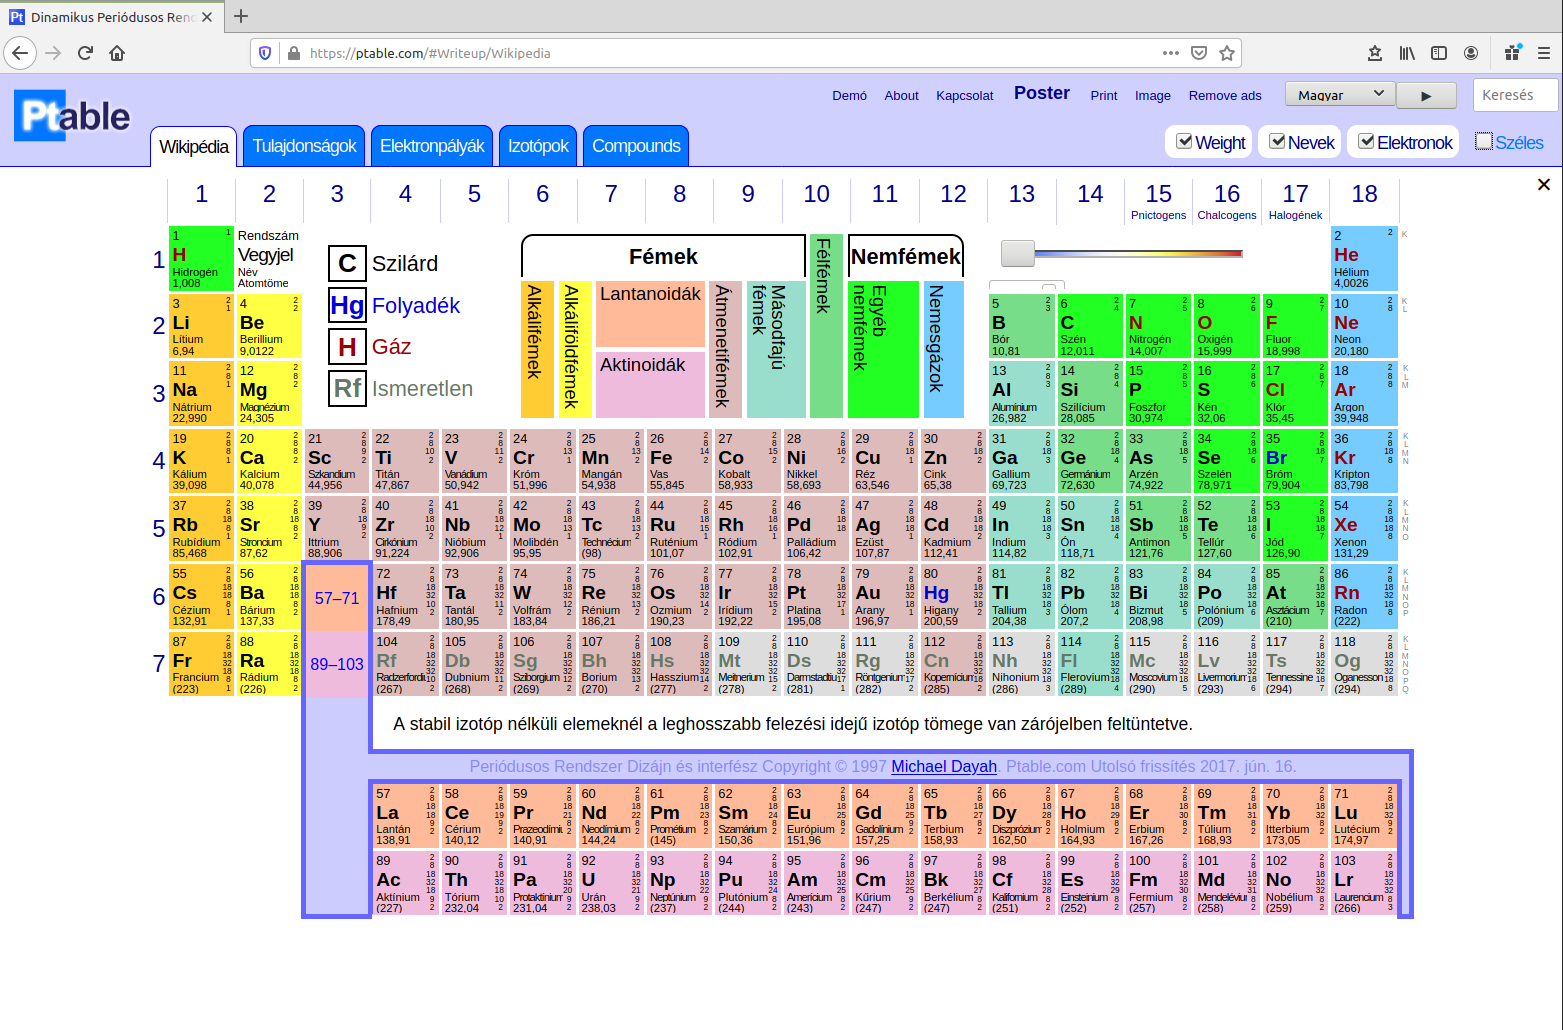 Dinamikus Periódusos Ren
https://ptable.com/#Writeup/Wikipedia
Ptable
Demó About Kapcsolat Poster Print Image Remove ads Magyar ► Keresés
Wikipédia Tulajdonságok Elektronpályák Izotópok Compounds Weight Nevek Elektronok Széles
1 2 3 4 5 6 7 8 9 10 11 12 13 14 15 16 17 18
Pnictogens Chalcogens Halogének
Rendszám
Vegyjel
Név
Atomtöme
C Szilárd
Hg Folyadék
H Gáz
Rf Ismeretlen
Fémek
Félfémek
Nemfémek
Alkálifémek
Alkáliföldfémek
Lantanoidák
Aktinoidák
Átmenetifémek
Másodfajú fémek
Egyéb nemfémek
Nemesgázok
1
1 H Hidrogén 1,008
2 He Hélium 4,0026
2
3 Li Lítium 6,94
4 Be Berillium 9,0122
5 B Bór 10,81
6 C Szén 12,011
7 N Nitrogén 14,007
8 O Oxigén 15,999
9 F Fluor 18,998
10 Ne Neon 20,180
3
11 Na Nátrium 22,990
12 Mg Magnézium 24,305
13 Al Alumínium 26,982
14 Si Szilícium 28,085
15 P Foszfor 30,974
16 S Kén 32,06
17 Cl Klór 35,45
18 Ar Argon 39,948
4
19 K Kálium 39,098
20 Ca Kalcium 40,078
21 Sc Szkandium 44,956
22 Ti Titán 47,867
23 V Vanádium 50,942
24 Cr Króm 51,996
25 Mn Mangán 54,938
26 Fe Vas 55,845
27 Co Kobalt 58,933
28 Ni Nikkel 58,693
29 Cu Réz 63,546
30 Zn Cink 65,38
31 Ga Gallium 69,723
32 Ge Germánium 72,630
33 As Arzén 74,922
34 Se Szelén 78,971
35 Br Bróm 79,904
36 Kr Kripton 83,798
5
37 Rb Rubídium 85,468
38 Sr Stroncium 87,62
39 Y Ittrium 88,906
40 Zr Cirkónium 91,224
41 Nb Nióbium 92,906
42 Mo Molibdén 95,95
43 Tc Technécium (98)
44 Ru Ruténium 101,07
45 Rh Ródium 102,91
46 Pd Palládium 106,42
47 Ag Ezüst 107,87
48 Cd Kadmium 112,41
49 In Indium 114,82
50 Sn Ón 118,71
51 Sb Antimon 121,76
52 Te Tellúr 127,60
53 I Jód 126,90
54 Xe Xenon 131,29
6
55 Cs Cézium 132,91
56 Ba Bárium 137,33
57–71
72 Hf Hafnium 178,49
73 Ta Tantál 180,95
74 W Volfrám 183,84
75 Re Rénium 186,21
76 Os Ozmium 190,23
77 Ir Irídium 192,22
78 Pt Platina 195,08
79 Au Arany 196,97
80 Hg Higany 200,59
81 Tl Tallium 204,38
82 Pb Ólom 207,2
83 Bi Bizmut 208,98
84 Po Polónium (209)
85 At Asztácium (210)
86 Rn Radon (222)
7
87 Fr Francium (223)
88 Ra Rádium (226)
89–103
104 Rf Radzerford (267)
105 Db Dubnium (268)
106 Sg Sziborgium (269)
107 Bh Borium (270)
108 Hs Hasszium (277)
109 Mt Meitnerium (278)
110 Ds Darmstadtiu (281)
111 Rg Röntgenium (282)
112 Cn Kopernícium (285)
113 Nh Nihonium (286)
114 Fl Flerovium (289)
115 Mc Moscovium (290)
116 Lv Livermorium (293)
117 Ts Tennessine (294)
118 Og Oganesson (294)
A stabil izotóp nélküli elemeknél a leghosszabb felezési idejű izotóp tömege van zárójelben feltüntetve.
Periódusos Rendszer Dizájn és interfész Copyright © 1997 Michael Dayah. Ptable.com Utolsó frissítés 2017. jún. 16.
57 La Lantán 138,91
58 Ce Cérium 140,12
59 Pr Prazeodímiu 140,91
60 Nd Neodímium 144,24
61 Pm Prométium (145)
62 Sm Szamárium 150,36
63 Eu Európium 151,96
64 Gd Gadolínium 157,25
65 Tb Terbium 158,93
66 Dy Diszprózium 162,50
67 Ho Holmium 164,93
68 Er Erbium 167,26
69 Tm Túlium 168,93
70 Yb Itterbium 173,05
71 Lu Lutécium 174,97
89 Ac Aktínium (227)
90 Th Tórium 232,04
91 Pa Protaktínium 231,04
92 U Urán 238,03
93 Np Neptúnium (237)
94 Pu Plutónium (244)
95 Am Amerícium (243)
96 Cm Kűrium (247)
97 Bk Berkélium (247)
98 Cf Kalifornium (251)
99 Es Einsteinium (252)
100 Fm Fermium (257)
101 Md Mendeléviu (258)
102 No Nobélium (259)
103 Lr Laurencium (266)